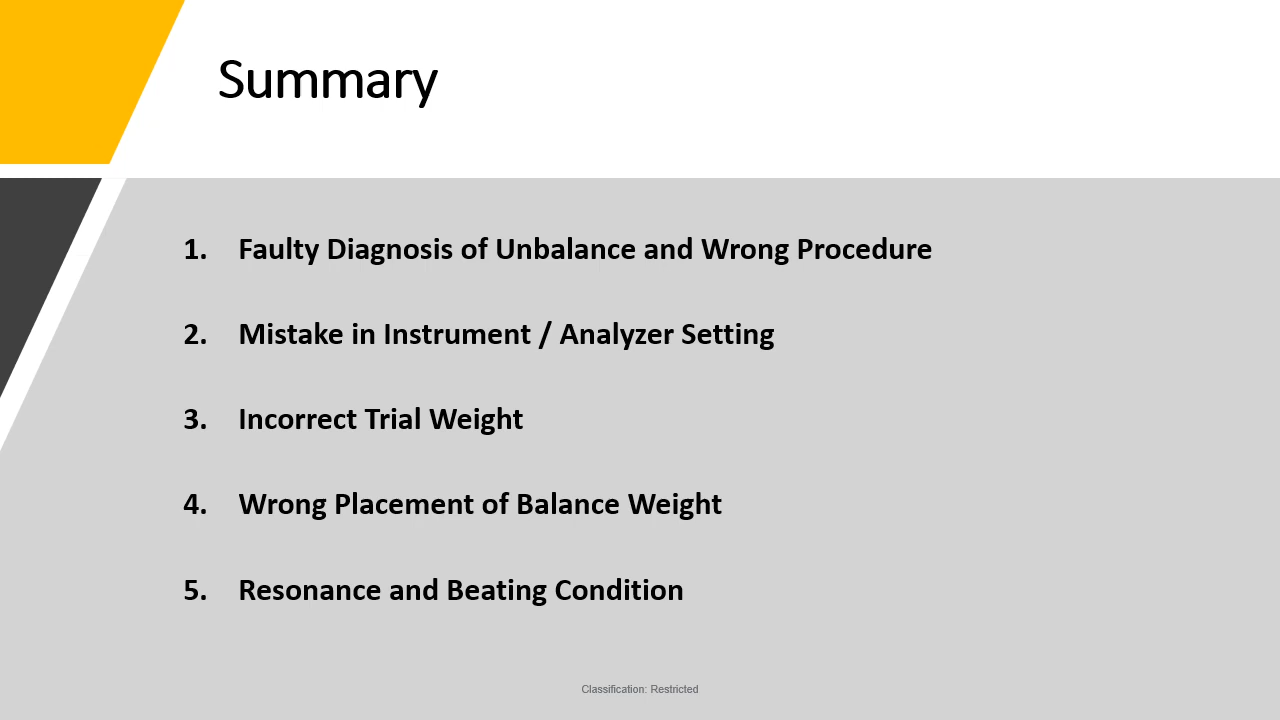 Summary
1. Faulty Diagnosis of Unbalance and Wrong Procedure
2. Mistake in Instrument / Analyzer Setting
3. Incorrect Trial Weight
4. Wrong Placement of Balance Weight
5. Resonance and Beating Condition
Classification: Restricted